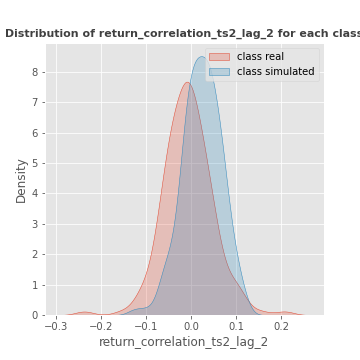 Distribution of return_correlation_ts2_lag_2 for each class
class real
class simulated
8
7
6
5
4
3
2
1
0
Density
−0.3 −0.2 −0.1 0.0 0.1 0.2
return_correlation_ts2_lag_2